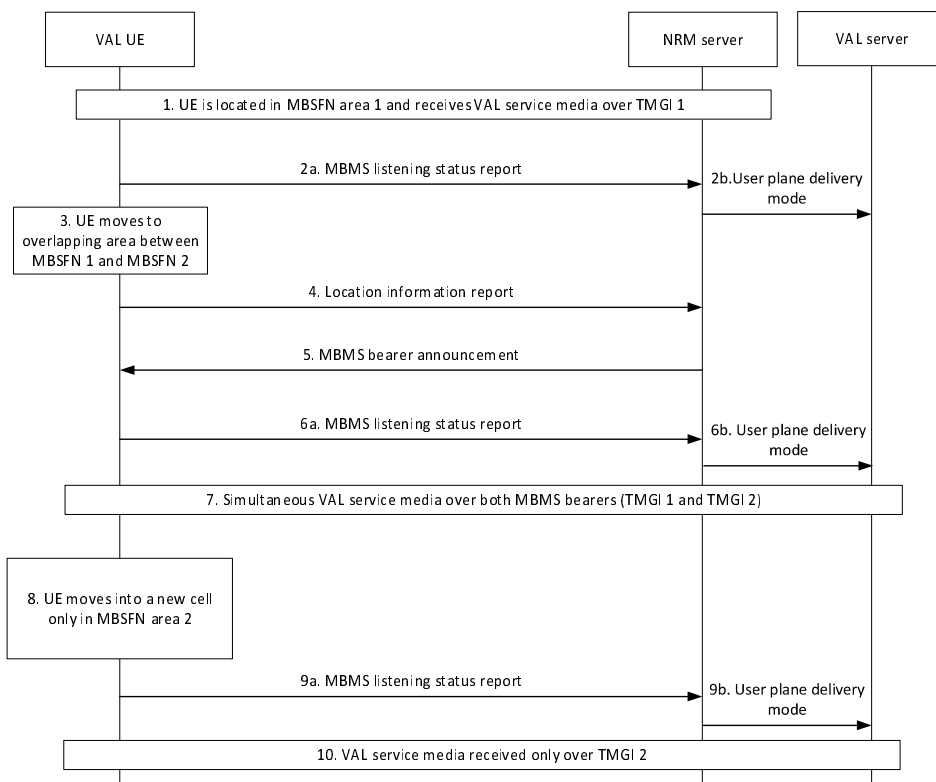 VAL UE
NRM server
VAL server
1. UE is located in MBSFN area 1 and receives VAL service media over TMGI 1
2a. MBMS listening status report
2b.User plane delivery
mode
3. UE moves to
overlapping area between
MBSFN 1 and MBSFN 2
4. Location information report
5. MBMS bearer announcement
6a. MBMS listening status report
6b. User plane delivery
mode
7. Simultaneous VAL service media over both MBMS bearers (TMGI 1 and TMGI 2)
8. UE moves into a new cell
only in MBSFN area 2
9a. MBMS listening status report
9b. User plane delivery
mode
10. VAL service media received only over TMGI 2